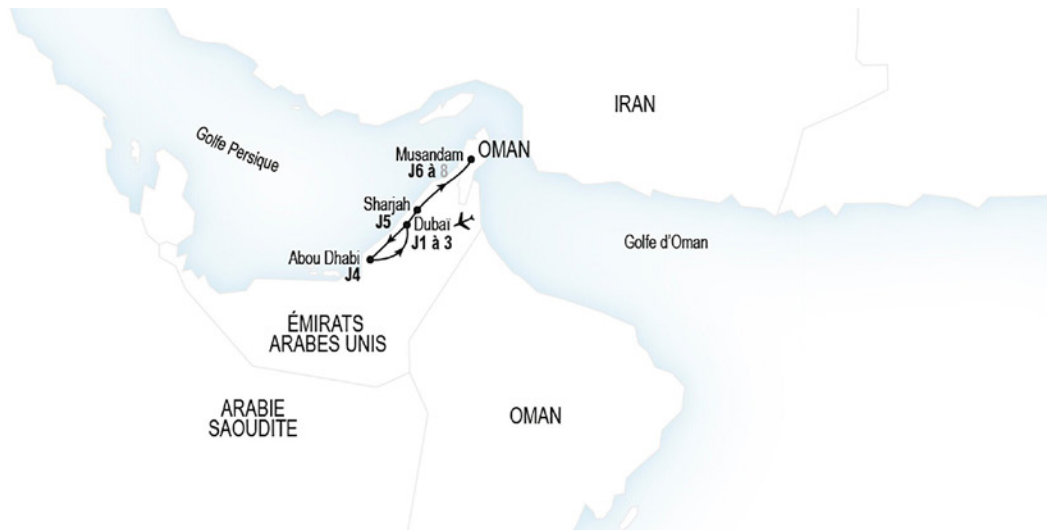 IRAN
Golfe Persique
Musandam
J6 à 8
OMAN
Sharjah
J5
Dubaï
J1 à 3
Golfe d'Oman
Abou Dhabi
J4
ÉMIRATS
ARABES UNIS
ARABIE
SAOUDITE
OMAN